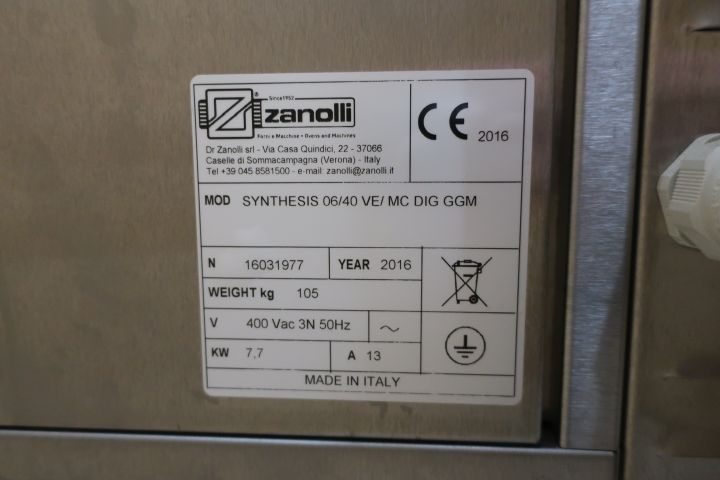 Since1952
®
zanolli
Forni e Macchine • Ovens and Machines
Dr Zanolli srl - Via Casa Quindici, 22 - 37066
Caselle di Sommacampagna (Verona) - Italy
Tel +39 045 8581500 - e-mail: zanolli@zanolli.it
CE 2016
MOD SYNTHESIS 06/40 VE/ MC DIG GGM
N 16031977 YEAR 2016
WEIGHT kg 105
V 400 Vac 3N 50Hz ~
KW 7,7 A 13
MADE IN ITALY